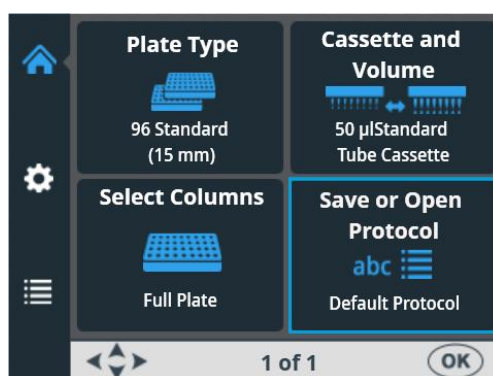 Plate Type
96 Standard
(15 mm)
Cassette and
Volume
50 µlStandard
Tube Cassette
Select Columns
Full Plate
Save or Open
Protocol
abc
Default Protocol
1 of 1
OK